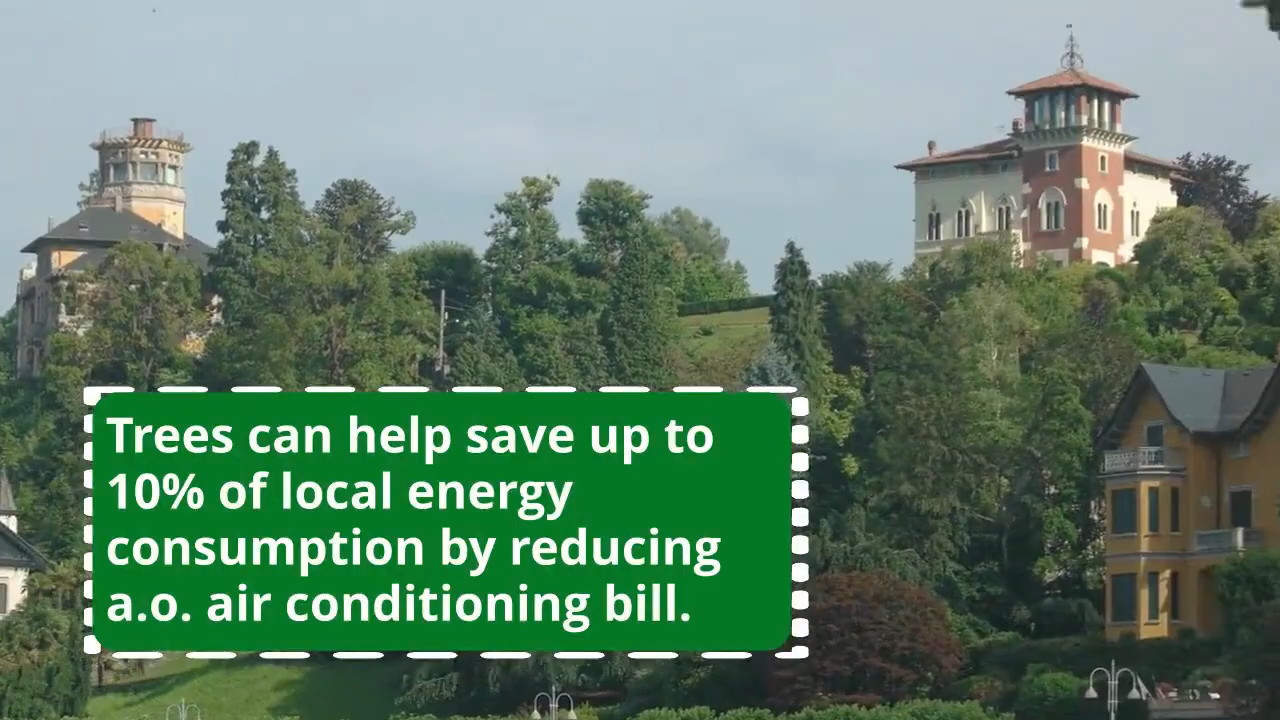 Trees can help save up to
10% of local energy
consumption by reducing
a.o. air conditioning bill.